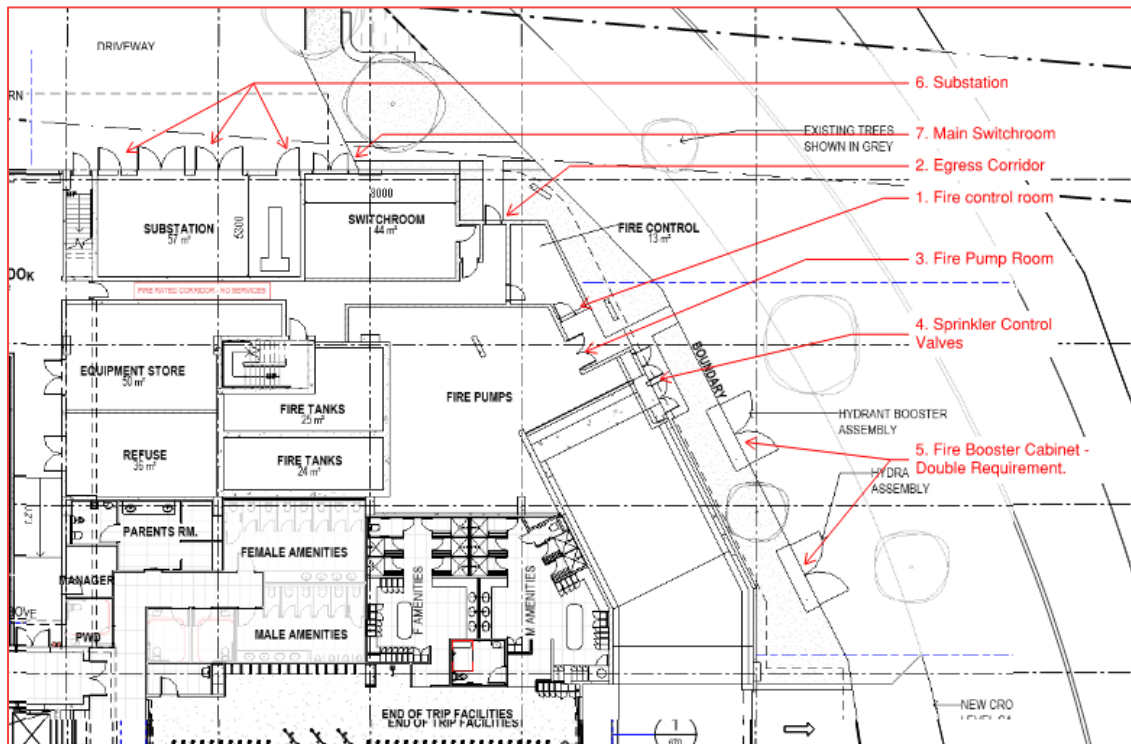 DRIVEWAY
6. Substation
RN
7. Main Switchroom
EXISTING TREES
SHOWN IN GREY
2. Egress Corridor
1. Fire control room
8000
SUBSTATION
57 m²
5300
SWITCHROOM
44 m²
FIRE CONTROL
13 m²
3. Fire Pump Room
FIRE RATED CORRIDOR - NO SERVICES
4. Sprinkler Control
Valves
BOUNDARY
EQUIPMENT STORE
50 m²
FIRE PUMPS
FIRE TANKS
25 m²
HYDRANT BOOSTER
ASSEMBLY
REFUSE
36 m²
FIRE TANKS
24 m²
5. Fire Booster Cabinet -
Double Requirement.
HYDRA
ASSEMBLY
PARENTS RM.
FEMALE AMENITIES
MANAGER
F AMENITIES
M AMENITIES
PWD
MALE AMENITIES
END OF TRIP FACILITIES
END OF TRIP FACILITIES
NEW CRO
1